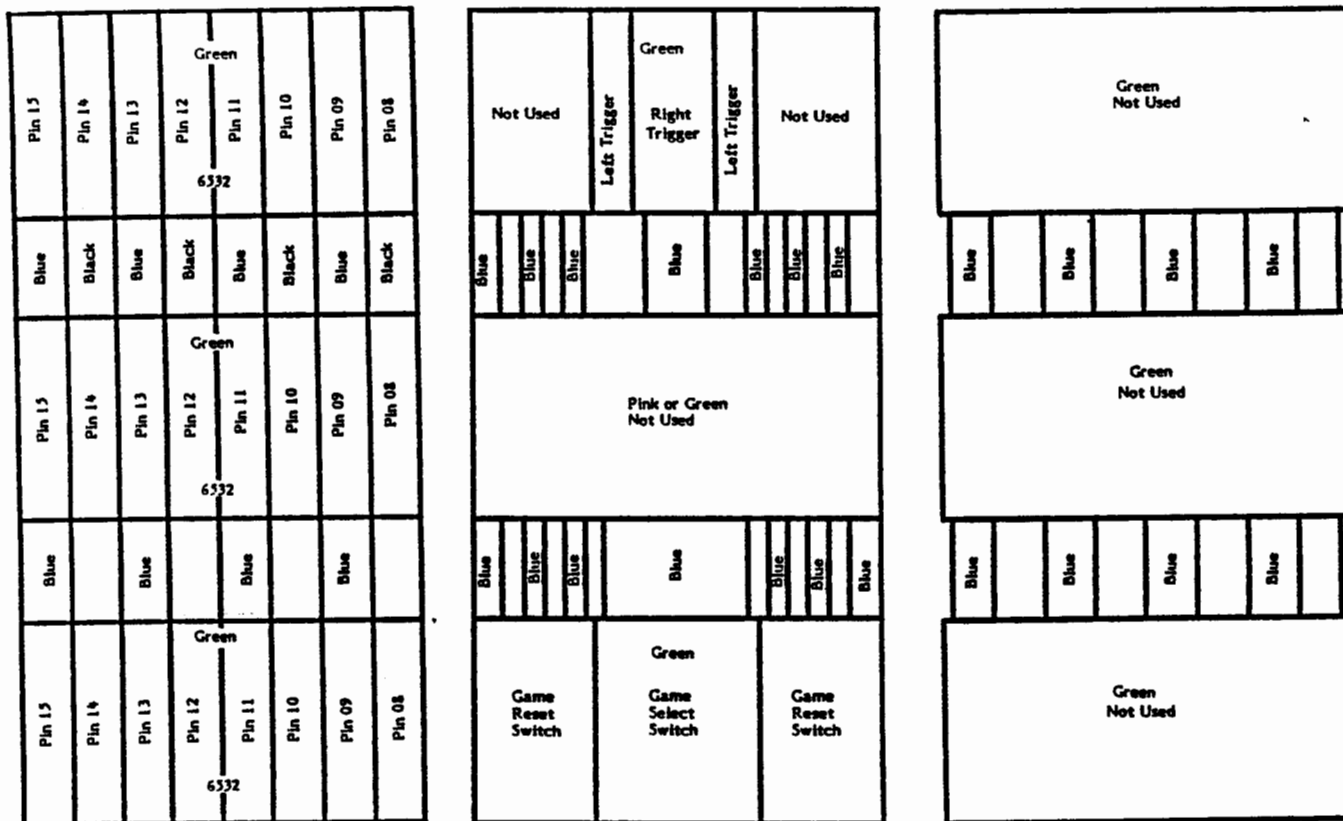 Green
Pin 15 Pin 14 Pin 13 Pin 12 Pin 11 Pin 10 Pin 09 Pin 08
6532
Blue Black Blue Black Blue Black Blue Black
Green
Pin 15 Pin 14 Pin 13 Pin 12 Pin 11 Pin 10 Pin 09 Pin 08
6532
Blue Blue Blue Blue
Green
Pin 15 Pin 14 Pin 13 Pin 12 Pin 11 Pin 10 Pin 09 Pin 08
6532
Green
Not Used
Left Trigger
Right
Trigger
Left Trigger
Not Used
Blue Blue Blue Blue Blue Blue Blue
Pink or Green
Not Used
Blue Blue Blue Blue Blue Blue Blue
Green
Game
Reset
Switch
Game
Select
Switch
Game
Reset
Switch
Green
Not Used
Blue Blue Blue Blue
Green
Not Used
Blue Blue Blue Blue
Green
Not Used